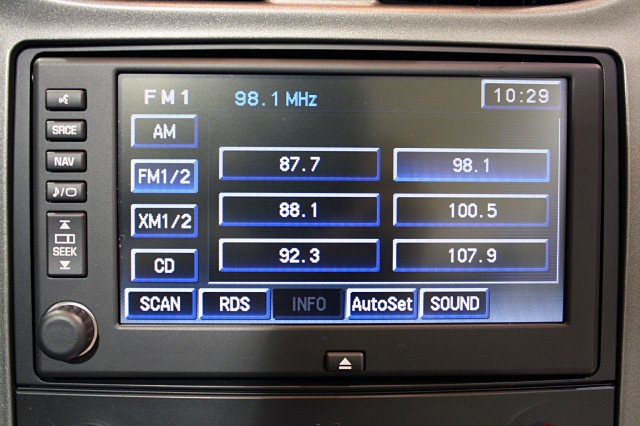 FM1 98.1 MHz 10:29
AM
SRCE
87.7 98.1
NAV
FM1/2
88.1 100.5
XM1/2
SEEK
92.3 107.9
CD
SCAN RDS INFO AutoSet SOUND